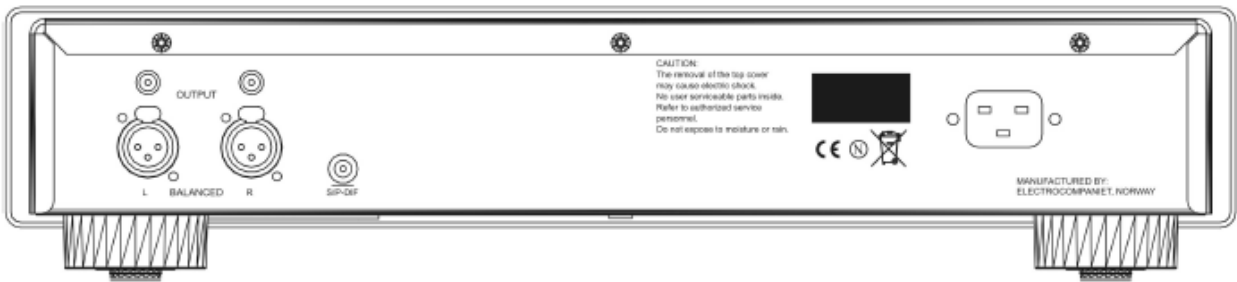 OUTPUT
L BALANCED R
S/P-DIF
CAUTION:
The removal of the top cover
may cause electric shock.
No user serviceable parts inside.
Refer to authorized service
personnel.
Do not expose to moisture or rain.
CE N
MANUFACTURED BY:
ELECTROCOMPANIET, NORWAY